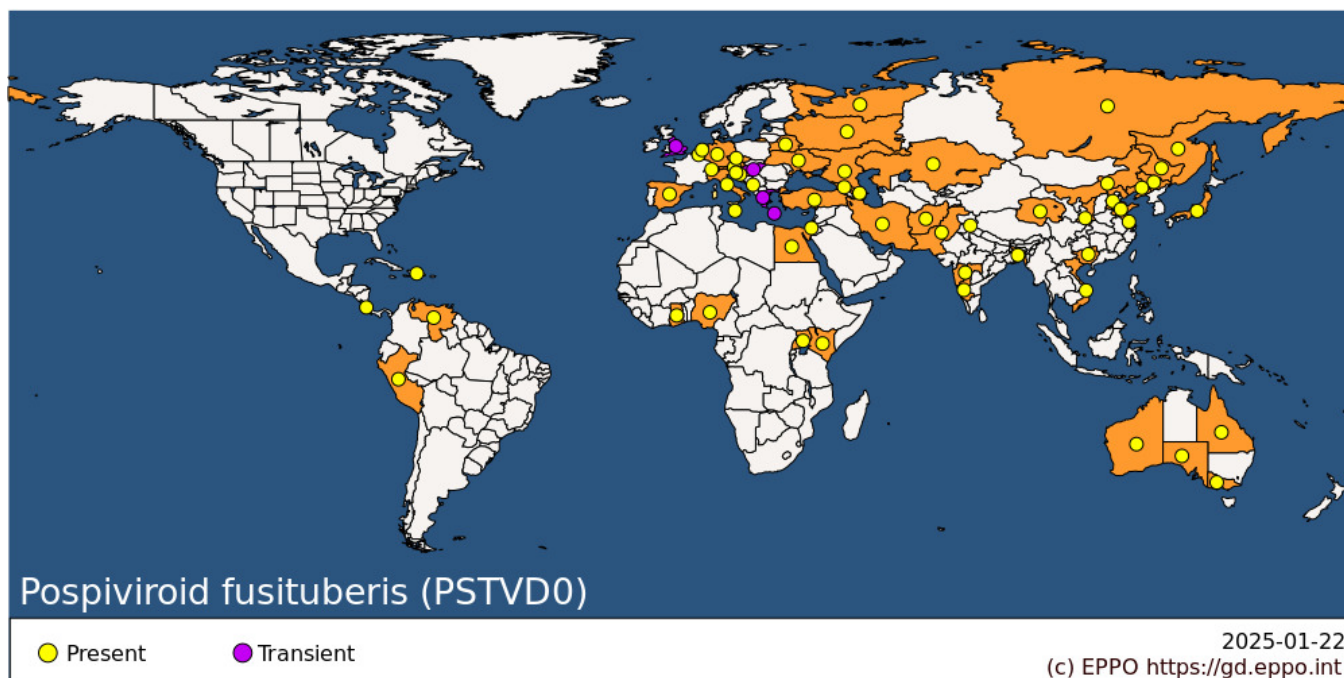 Pospiviroid fusituberis (PSTVD0)
Present
Transient
2025-01-22
(c) EPPO https://gd.eppo.int